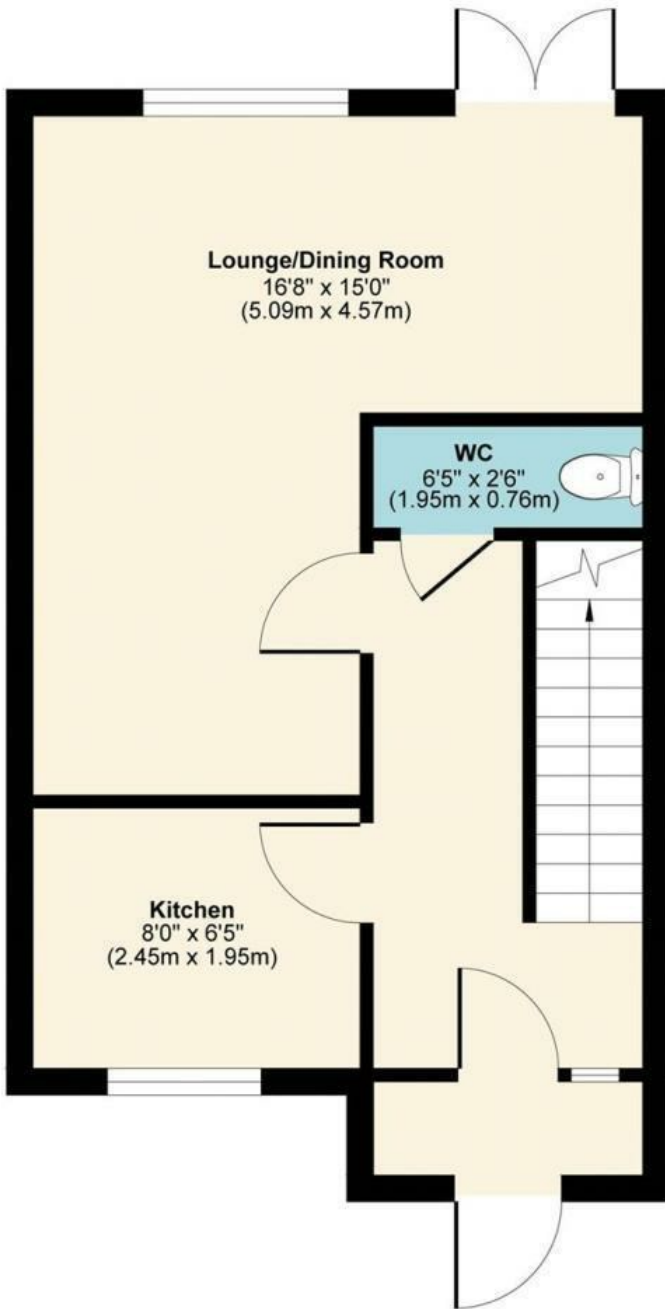 Lounge/Dining Room
16'8" x 15'0"
(5.09m x 4.57m)
WC
6'5" x 2'6"
(1.95m x 0.76m)
Kitchen
8'0" x 6'5"
(2.45m x 1.95m)